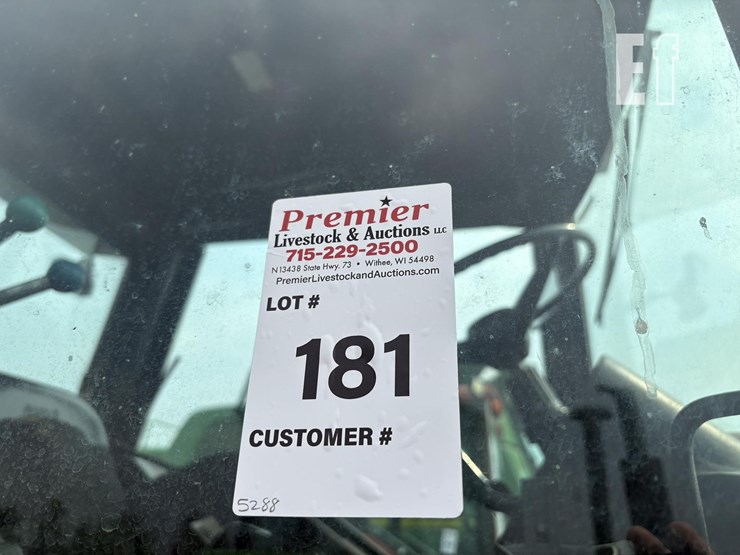 Ef
Premier
Livestock & Auctions LLC
715-229-2500
N13438 State Hwy. 73 • Withee, WI 54498
PremierLivestockandAuctions.com
LOT #
181
CUSTOMER #
5288